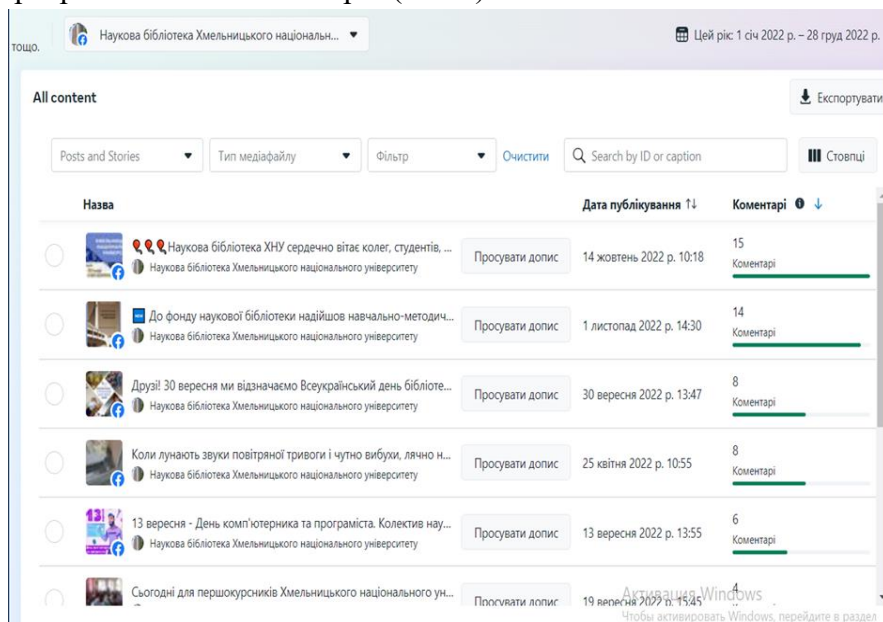 тощо.
Наукова бібліотека Хмельницького національн...
Цей рік: 1 січ 2022 р. – 28 груд 2022 р.
All content
Експортувати
Posts and Stories
Тип медіафайлу
Фільтр
Очистити
Search by ID or caption
Стовпці
Назва
Дата публікування
Коментарі
Наукова бібліотека ХНУ сердечно вітає колег, студентів, ...
Наукова бібліотека Хмельницького національного університету
Просувати допис
14 жовтень 2022 р. 10:18
15
Коментарі
До фонду наукової бібліотеки надійшов навчально-методич...
Наукова бібліотека Хмельницького національного університету
Просувати допис
1 листопад 2022 р. 14:30
14
Коментарі
Друзі! 30 вересня ми відзначаємо Всеукраїнський день бібліоте...
Наукова бібліотека Хмельницького національного університету
Просувати допис
30 вересня 2022 р. 13:47
8
Коментарі
Коли лунають звуки повітряної тривоги і чутно вибухи, лячно н...
Наукова бібліотека Хмельницького національного університету
Просувати допис
25 квітня 2022 р. 10:55
8
Коментарі
13 вересня - День комп'ютерника та програміста. Колектив нау...
Наукова бібліотека Хмельницького національного університету
Просувати допис
13 вересня 2022 р. 13:55
6
Коментарі
Сьогодні для першокурсників Хмельницького національного ун...
Просувати допис
19 вересня 2022 р. 15:45
4
Активация Windows
Чтобы активировать Windows, перейдите в раздел